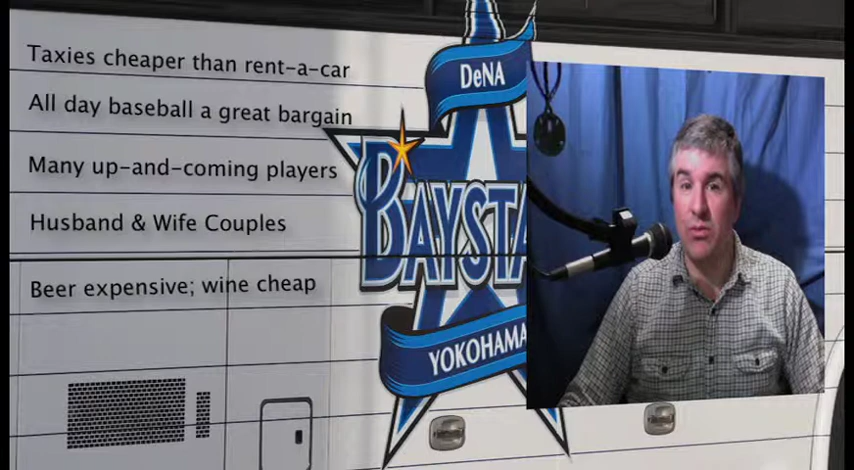 Taxies cheaper than rent-a-car
All day baseball a great bargain
Many up-and-coming players
Husband & Wife Couples
Beer expensive; wine cheap
DeNA
BAYSTA
YOKOHAMA